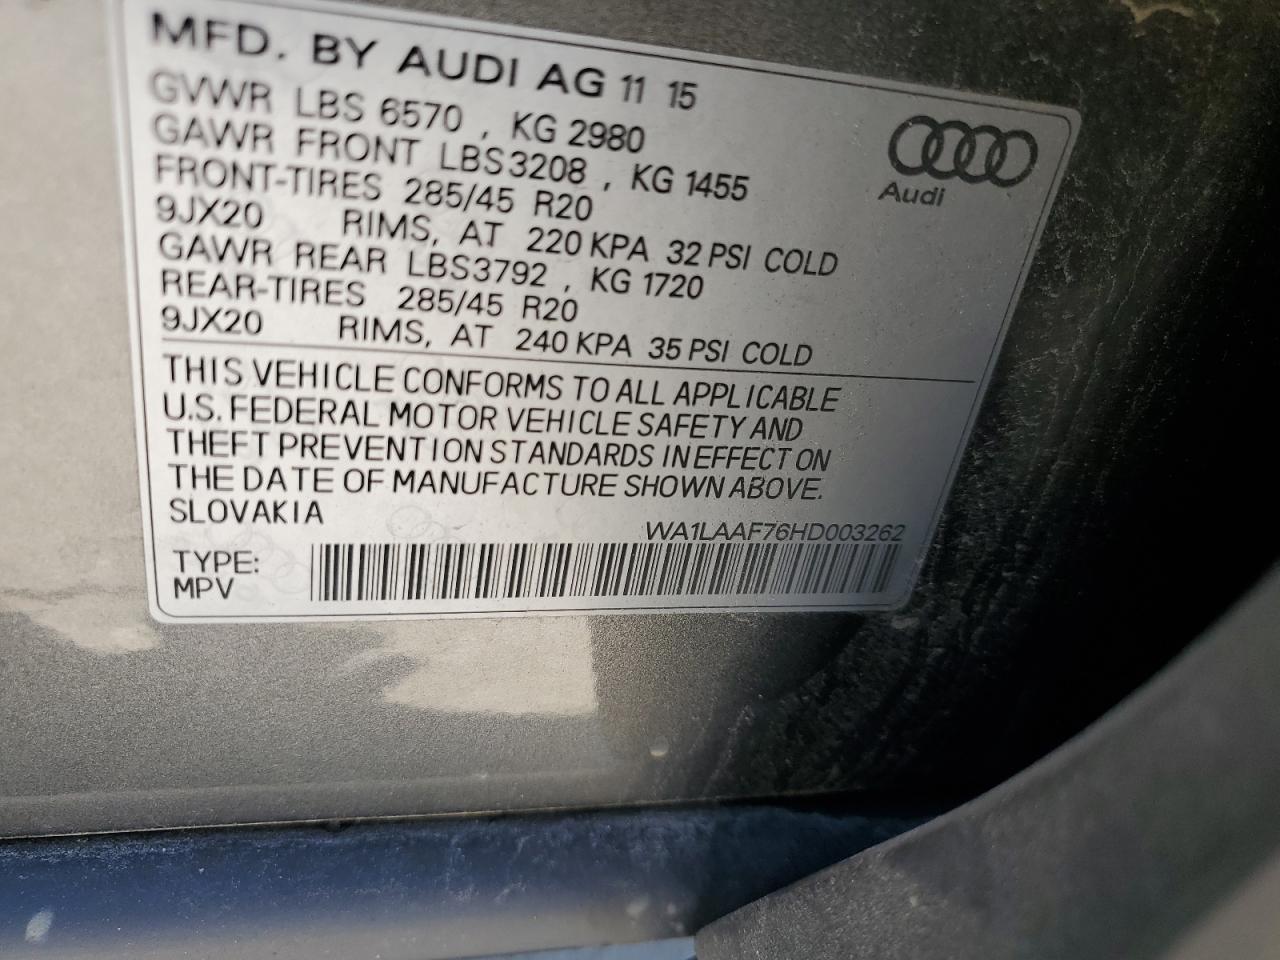 MFD. BY AUDI AG 11 15
GVWR LBS 6570 , KG 2980
GAWR FRONT LBS 3208 , KG 1455
FRONT-TIRES 285/45 R20
9JX20 RIMS, AT 220 KPA 32 PSI COLD
GAWR REAR LBS3792 , KG 1720
REAR-TIRES 285/45 R20
9JX20 RIMS, AT 240 KPA 35 PSI COLD
Audi
THIS VEHICLE CONFORMS TO ALL APPLICABLE
U.S. FEDERAL MOTOR VEHICLE SAFETY AND
THEFT PREVENTION STANDARDS IN EFFECT ON
THE DATE OF MANUFACTURE SHOWN ABOVE.
SLOVAKIA
WA1LAAF76HD003262
TYPE:
MPV